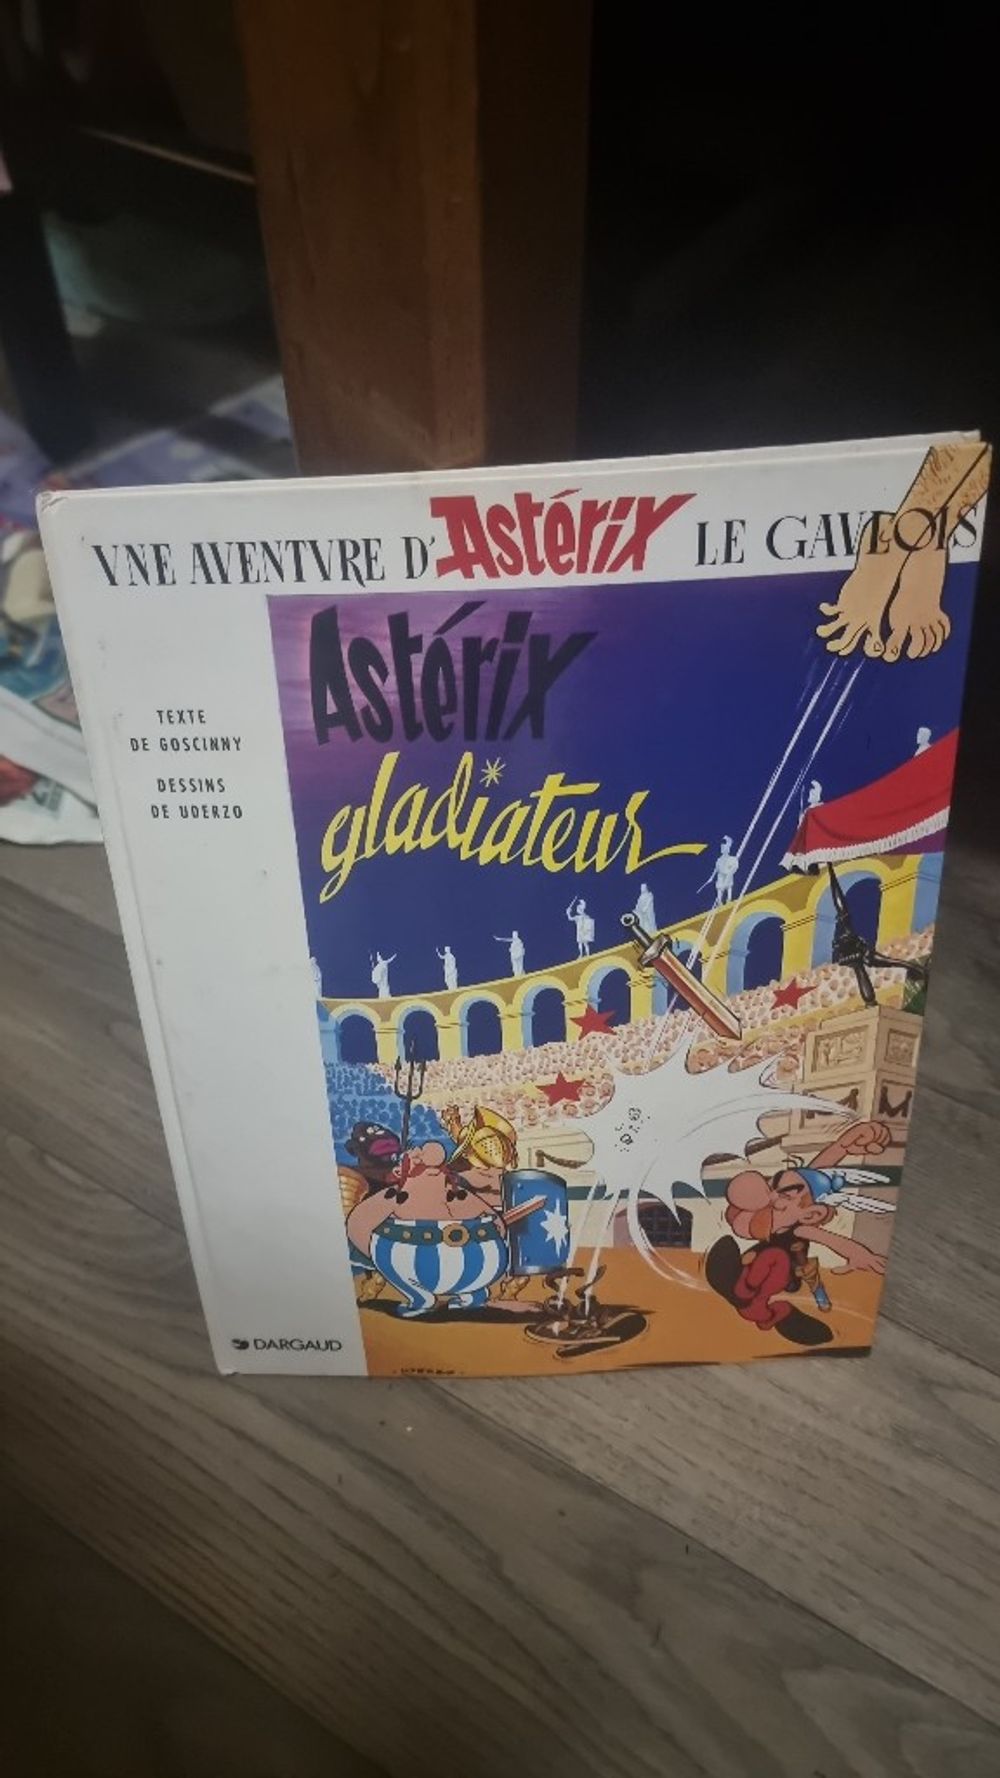 VNE AVENTVRE D'Astérix LE GAVLOIS
Astérix
gladiateur
TEXTE
DE GOSCINNY
DESSINS
DE UDERZO
DARGAUD